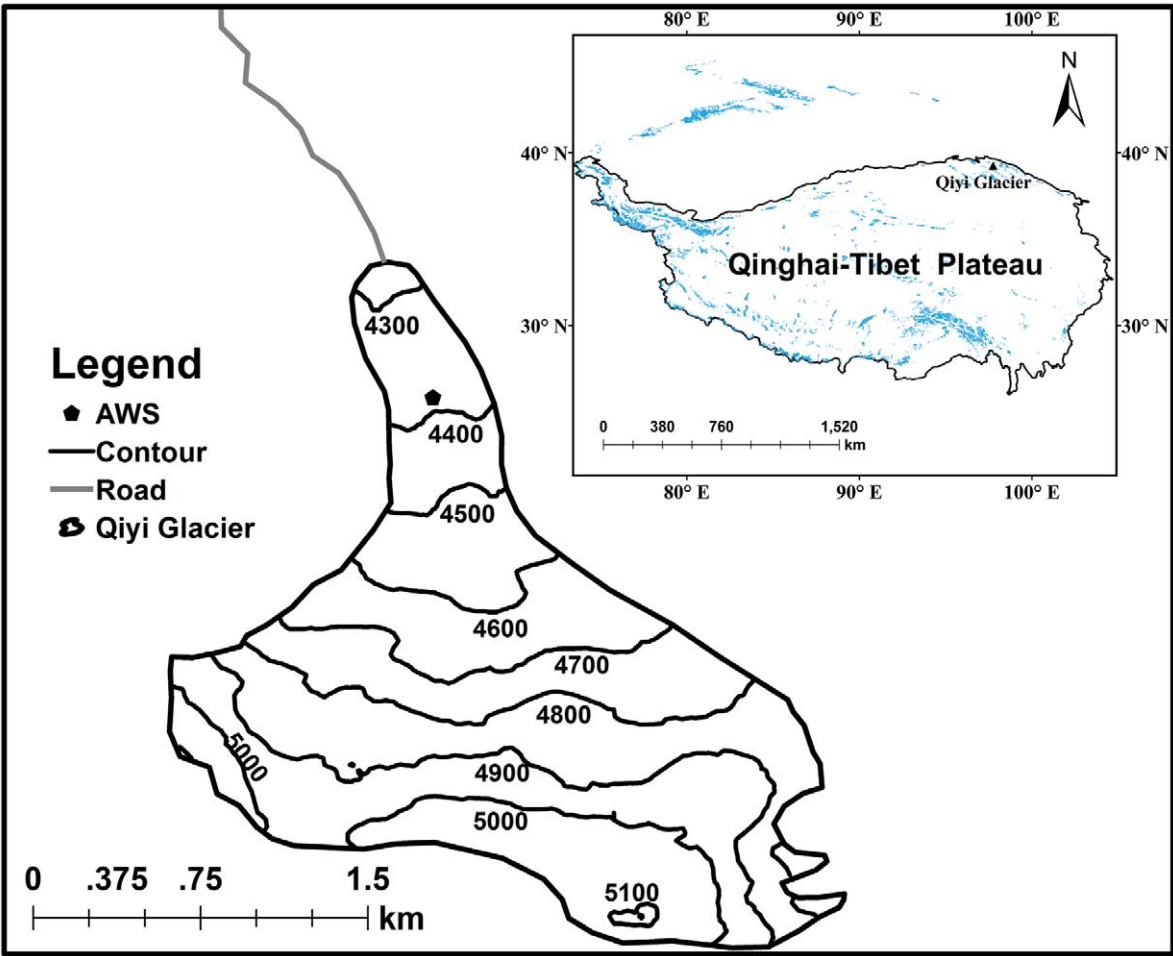 80° E 90° E 100° E
N
40° N 40° N
Qiyi Glacier
Qinghai-Tibet Plateau
30° N 30° N
0 380 760 1,520
km
80° E 90° E 100° E
4300
Legend
AWS
Contour
Road
Qiyi Glacier
4400
4500
4600
4700
4800
5000
4900
5000
5100
0 .375 .75 1.5
km